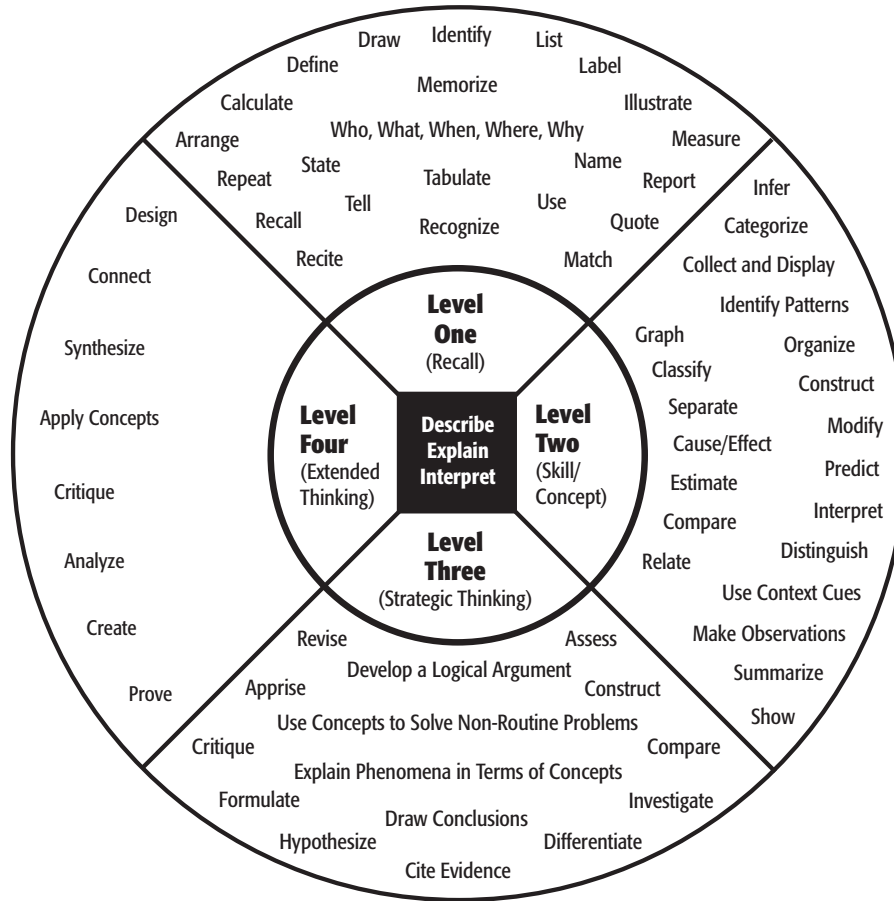 Draw
Identify
List
Define
Label
Memorize
Calculate
Illustrate
Who, What, When, Where, Why
Arrange
Measure
State
Name
Repeat
Tabulate
Report
Tell
Use
Recall
Recognize
Quote
Recite
Match
Level
One
(Recall)
Infer
Categorize
Collect and Display
Identify Patterns
Graph
Organize
Classify
Construct
Separate
Modify
Cause/Effect
Predict
Estimate
Interpret
Compare
Distinguish
Relate
Use Context Cues
Make Observations
Summarize
Show
Level
Two
(Skill/
Concept)
Describe
Explain
Interpret
Level
Four
(Extended
Thinking)
Design
Connect
Synthesize
Apply Concepts
Critique
Analyze
Create
Prove
Level
Three
(Strategic Thinking)
Revise
Assess
Develop a Logical Argument
Apprise
Construct
Use Concepts to Solve Non-Routine Problems
Critique
Compare
Explain Phenomena in Terms of Concepts
Formulate
Investigate
Draw Conclusions
Hypothesize
Differentiate
Cite Evidence